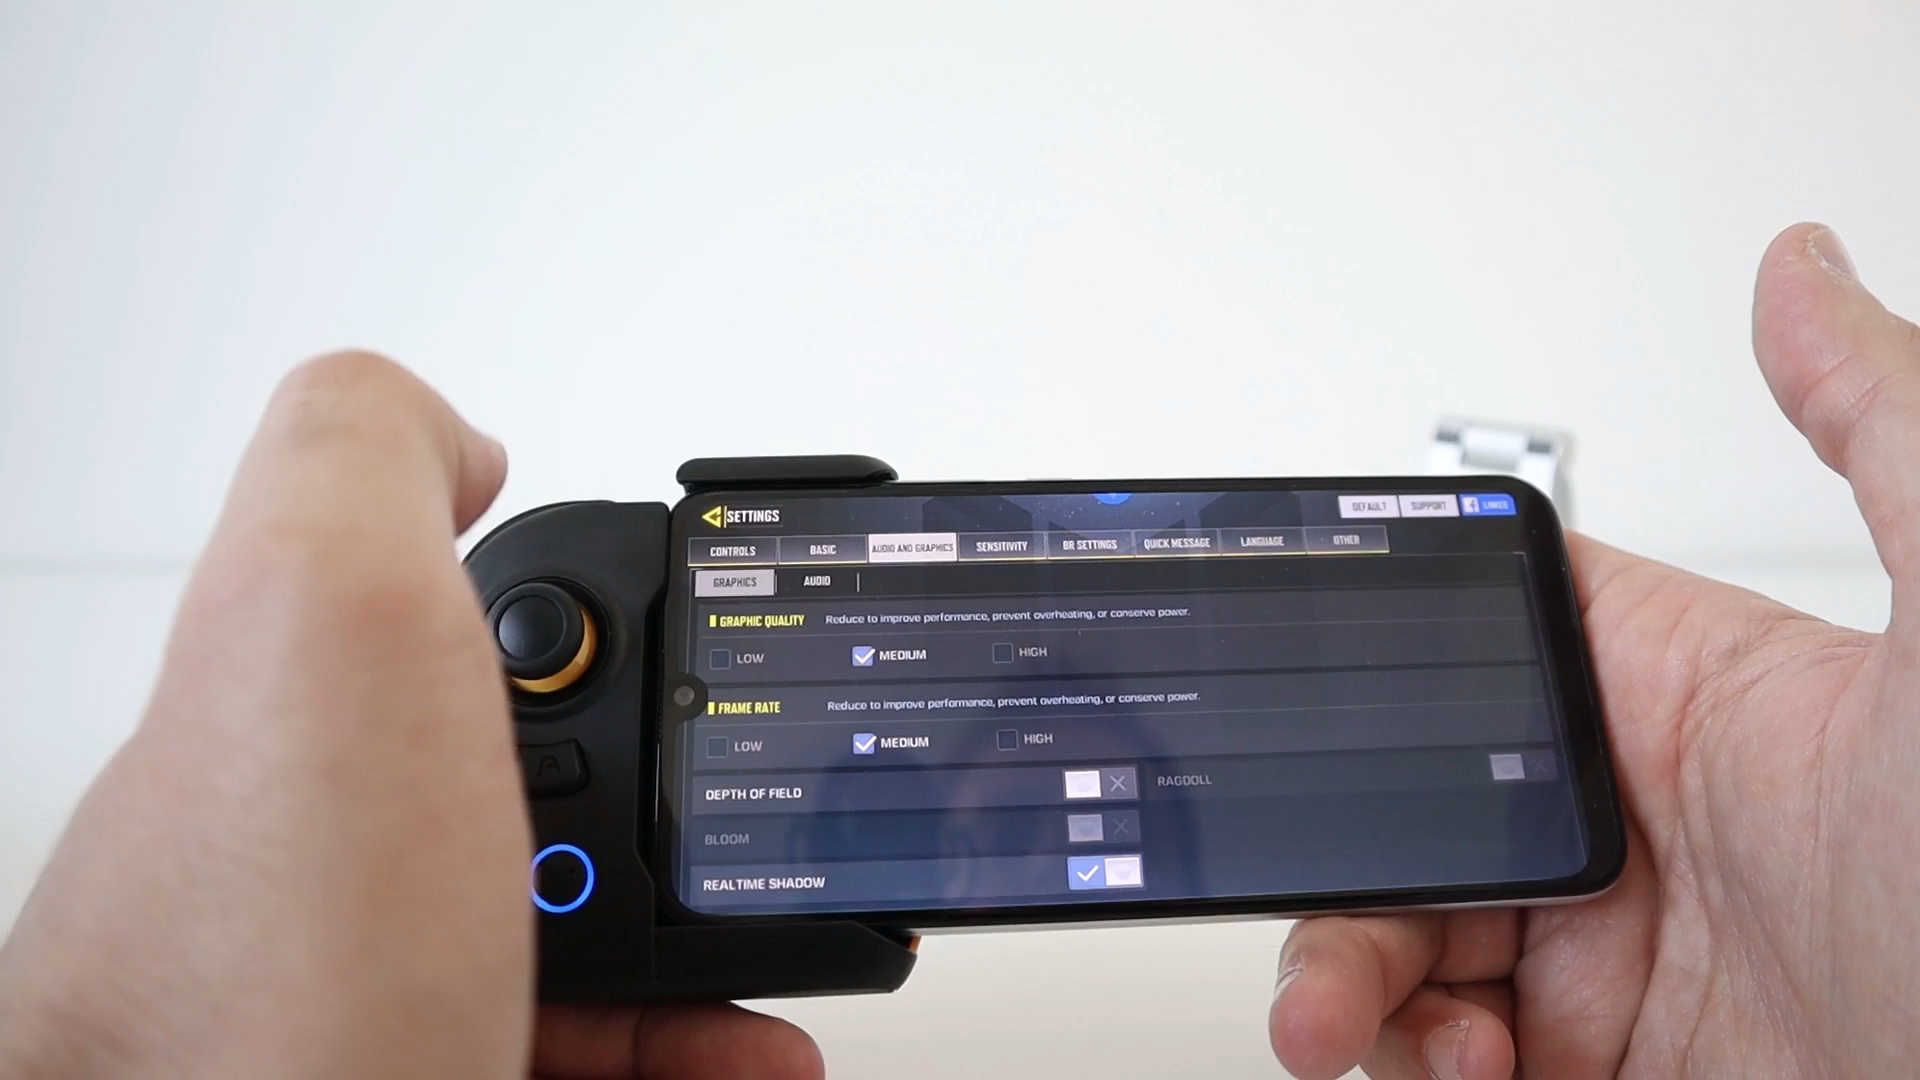 SETTINGS
DEFAULT
SUPPORT
LINKED
CONTROLS
BASIC
AUDIO AND GRAPHICS
SENSITIVITY
BR SETTINGS
QUICK MESSAGE
LANGUAGE
OTHER
GRAPHICS
AUDIO
GRAPHIC QUALITY
Reduce to improve performance, prevent overheating, or conserve power.
LOW
MEDIUM
HIGH
FRAME RATE
Reduce to improve performance, prevent overheating, or conserve power.
LOW
MEDIUM
HIGH
DEPTH OF FIELD
RAGDOLL
BLOOM
REALTIME SHADOW
A